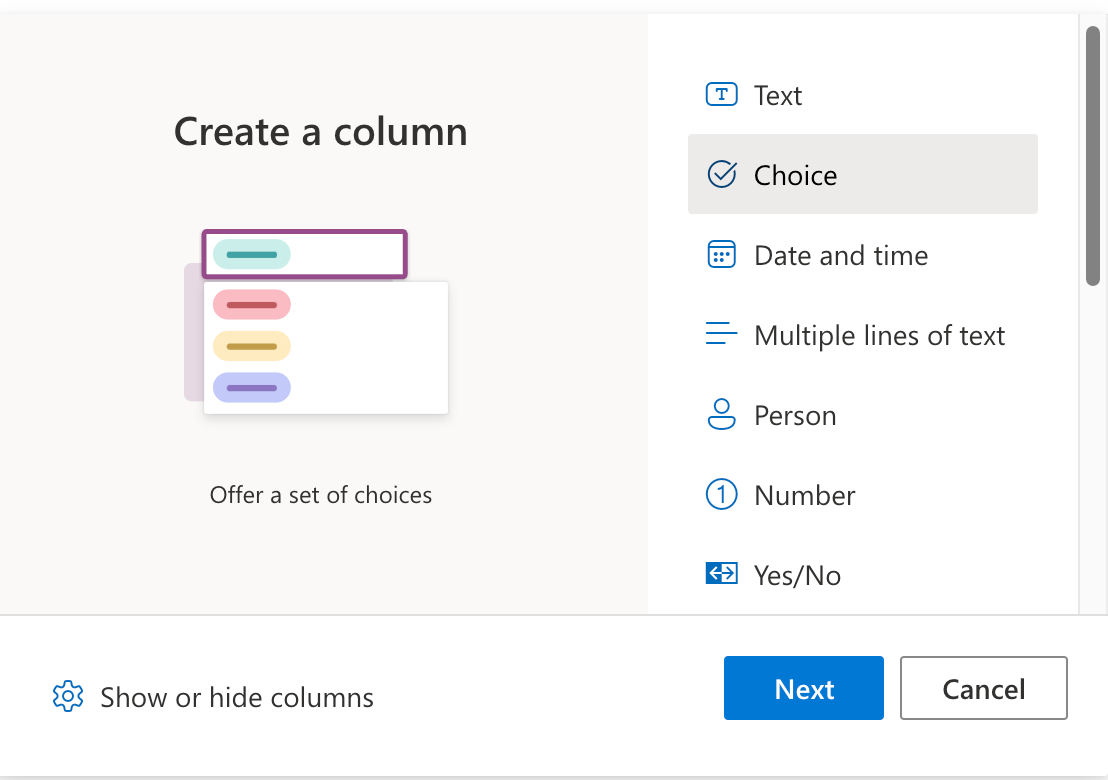 Create a column
Offer a set of choices
Text
Choice
Date and time
Multiple lines of text
Person
1 Number
Yes/No
Show or hide columns
Next
Cancel